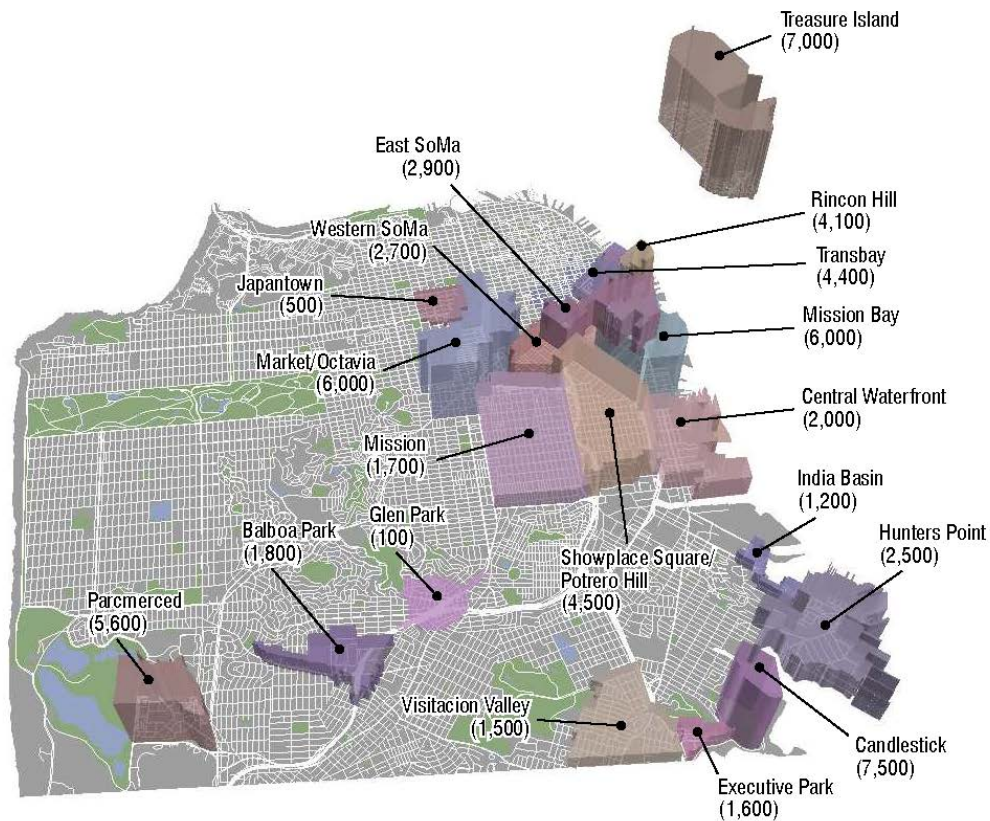 Treasure Island
(7,000)
East SoMa
(2,900)
Rincon Hill
(4,100)
Western SoMa
(2,700)
Transbay
(4,400)
Japantown
(500)
Mission Bay
(6,000)
Market/Octavia
(6,000)
Central Waterfront
(2,000)
Mission
(1,700)
India Basin
(1,200)
Glen Park
(100)
Balboa Park
(1,800)
Hunters Point
(2,500)
Showplace Square/
Potrero Hill
(4,500)
Parcmerced
(5,600)
Visitacion Valley
(1,500)
Candlestick
(7,500)
Executive Park
(1,600)